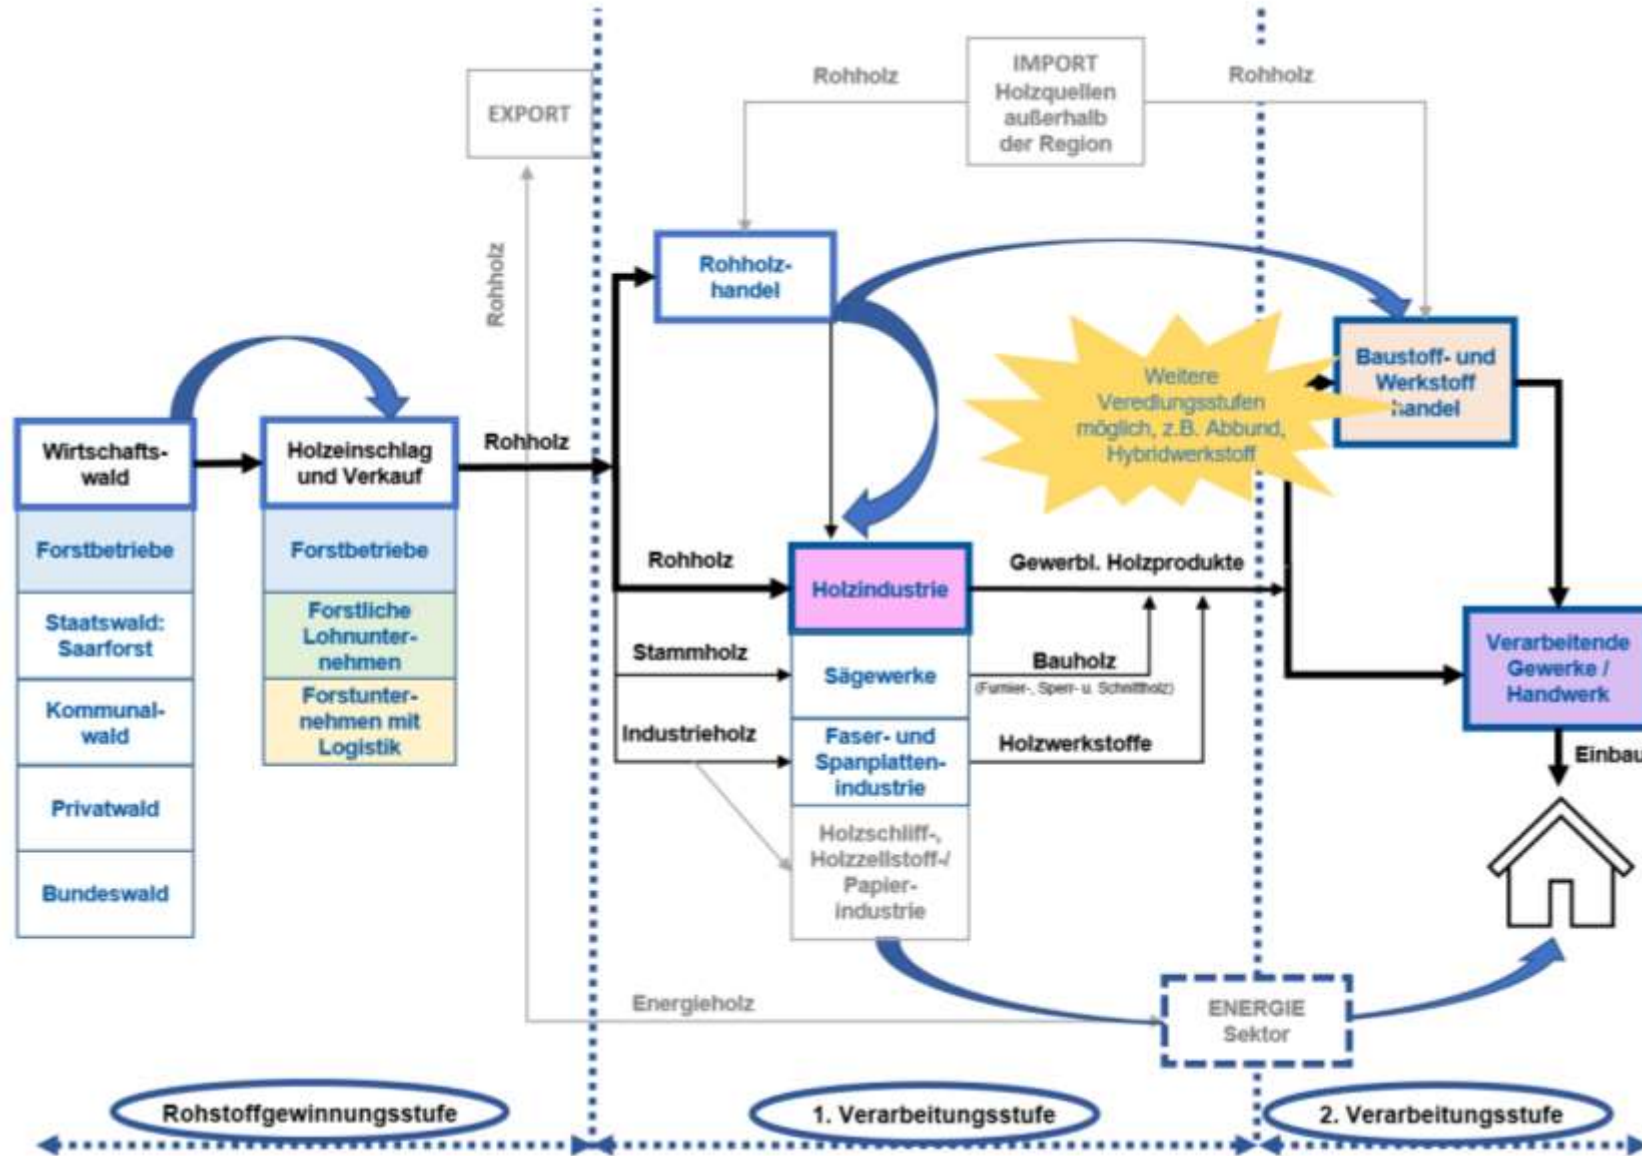 EXPORT
Rohholz
IMPORT
Holzquellen
außerhalb
der Region
Rohholz
Rohholz
Rohholz-
handel
Weitere
Veredlungsstufen
möglich, z.B. Abbund,
Hybridwerkstoff
Baustoff- und
Werkstoff
handel
Wirtschafts-
wald
Forstbetriebe
Staatswald:
Saarforst
Kommunal-
wald
Privatwald
Bundeswald
Holzeinschlag
und Verkauf
Forstbetriebe
Forstliche
Lohnunter-
nehmen
Forstunter-
nehmen mit
Logistik
Rohholz
Rohholz
Stammholz
Industrieholz
Holzindustrie
Sägewerke
Faser- und
Spanplatten-
industrie
Holzschliff-,
Holzzellstoff-/
Papier-
industrie
Gewerbl. Holzprodukte
Bauholz
(Furnier-, Sperr- u. Schnittholz)
Holzwerkstoffe
Verarbeitende
Gewerke /
Handwerk
Einbau
Energieholz
ENERGIE
Sektor
Rohstoffgewinnungsstufe
1. Verarbeitungsstufe
2. Verarbeitungsstufe